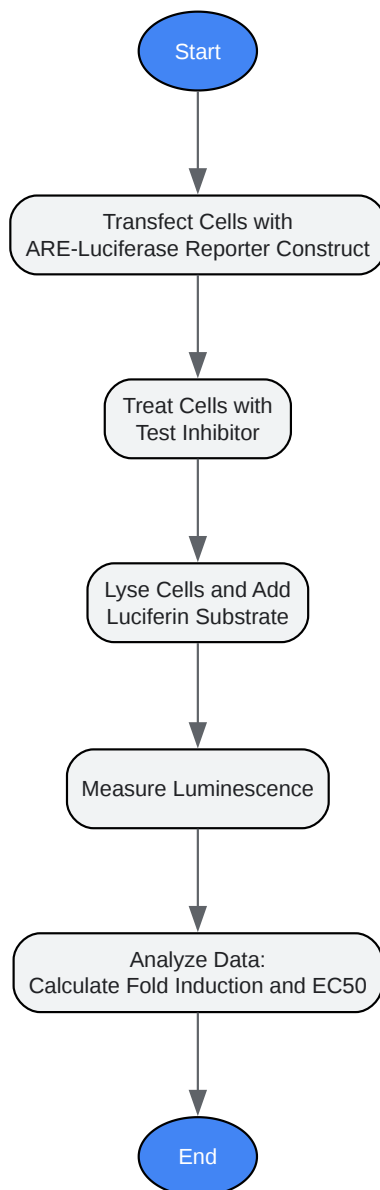 Start
Transfect Cells with
ARE-Luciferase Reporter Construct
Treat Cells with
Test Inhibitor
Lyse Cells and Add
Luciferin Substrate
Measure Luminescence
Analyze Data:
Calculate Fold Induction and EC50
End